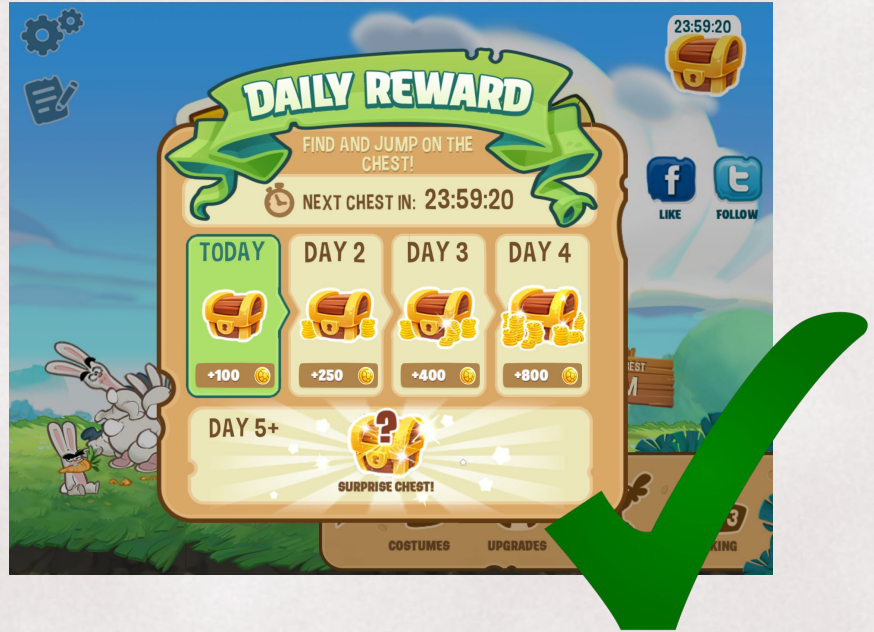 23:59:20
DAILY REWARD
FIND AND JUMP ON THE
CHEST!
NEXT CHEST IN: 23:59:20
LIKE
FOLLOW
TODAY
DAY 2
DAY 3
DAY 4
+100
+250
+400
+800
DAY 5+
?
SURPRISE CHEST!
COSTUMES
UPGRADES